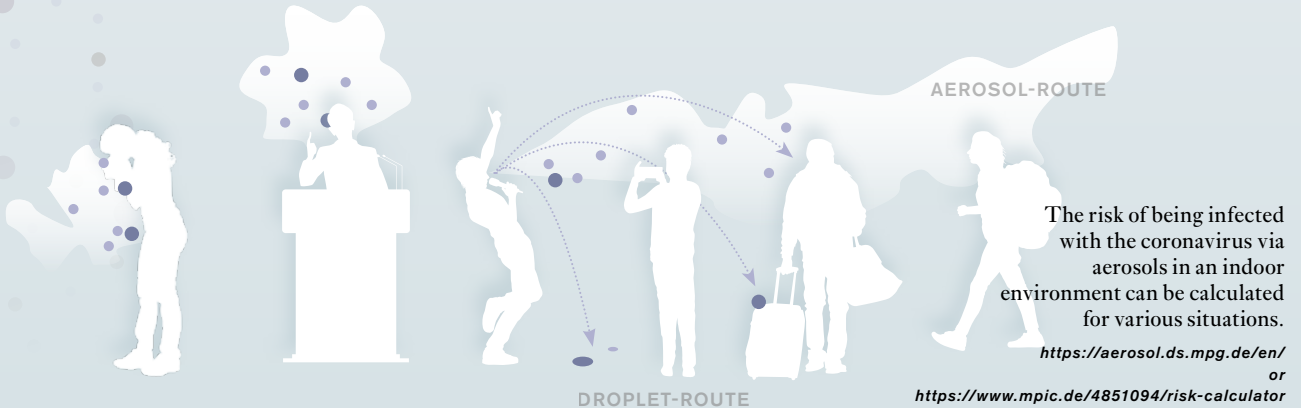 AEROSOL-ROUTE
The risk of being infected
with the coronavirus via
aerosols in an indoor
environment can be calculated
for various situations.
https://aerosol.ds.mpg.de/en/
or
https://www.mpic.de/4851094/risk-calculator
DROPLET-ROUTE